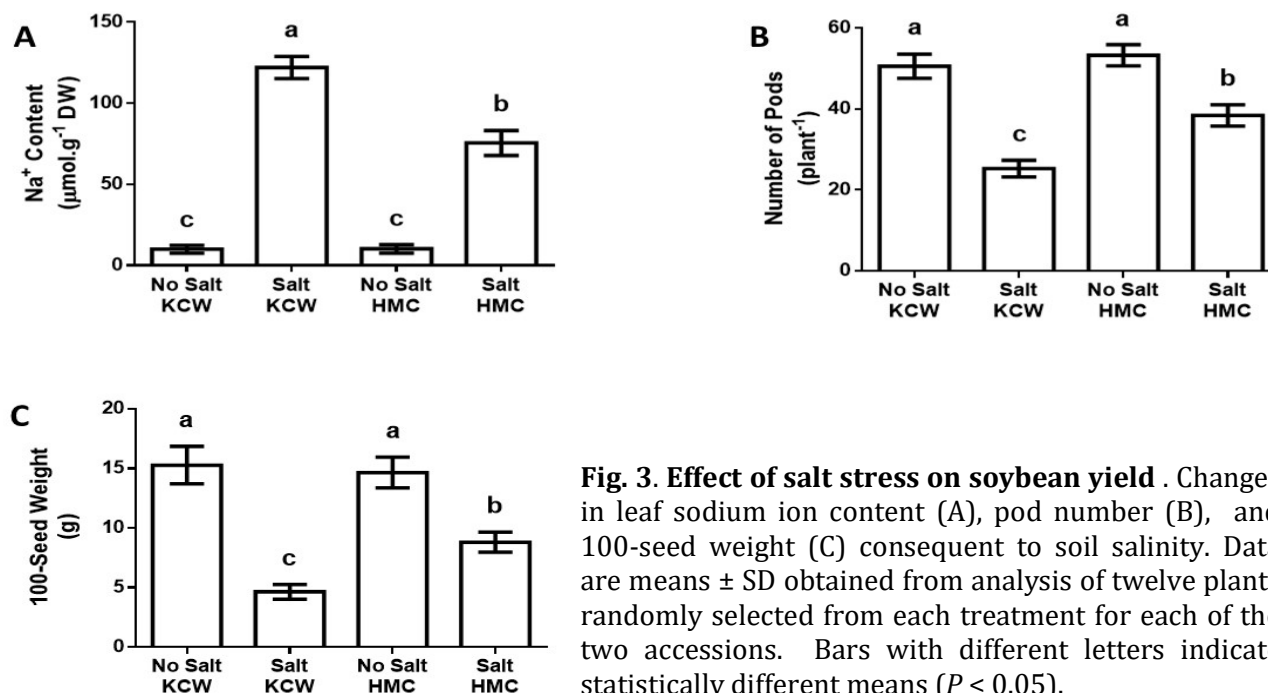 A
Na⁺ Content
(µmol.g⁻¹ DW)
150
100
50
0
c
a
c
b
No Salt Salt No Salt Salt
KCW KCW HMC HMC
B
Number of Pods
(plant⁻¹)
60
40
20
0
a
c
a
b
No Salt Salt No Salt Salt
KCW KCW HMC HMC
C
100-Seed Weight
(g)
20
15
10
5
0
a
c
a
b
No Salt Salt No Salt Salt
KCW KCW HMC HMC
Fig. 3. Effect of salt stress on soybean yield . Change
in leaf sodium ion content (A), pod number (B), and
100-seed weight (C) consequent to soil salinity. Dat
are means ± SD obtained from analysis of twelve plant
randomly selected from each treatment for each of the
two accessions. Bars with different letters indicat
statistically different means (P < 0.05).